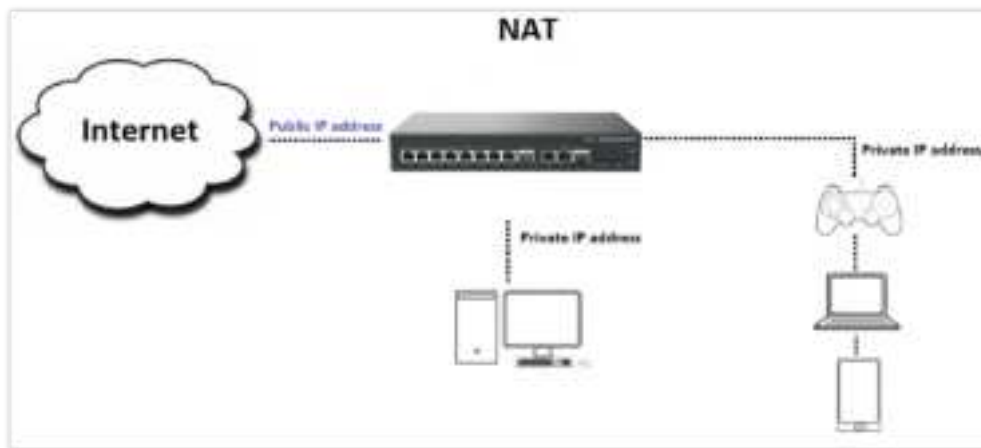 NAT
Internet
Public IP address
Private IP address
Private IP address